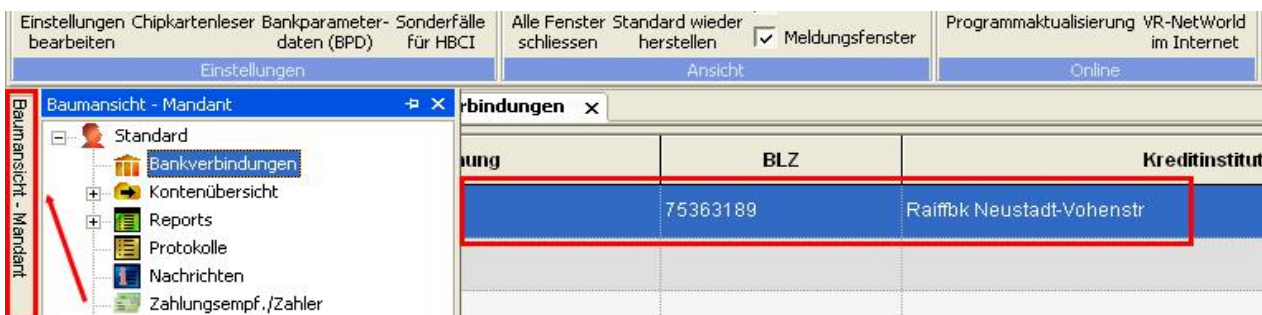 Einstellungen Chipkartenleser Bankparameter- Sonderfälle Alle Fenster Standard wieder Programmaktualisierung VR-NetWorld
bearbeiten daten (BPD) für HBCI schliessen herstellen Meldungsfenster im Internet
Einstellungen Ansicht Online
Baumansicht - Mandant
Baumansicht - Mandant
rbindungen x
Standard
Bankverbindungen
Kontenübersicht
Reports
Protokolle
Nachrichten
Zahlungsempf./Zahler
nung BLZ Kreditinstitut
75363189 Raiffbk Neustadt-Vohenstr